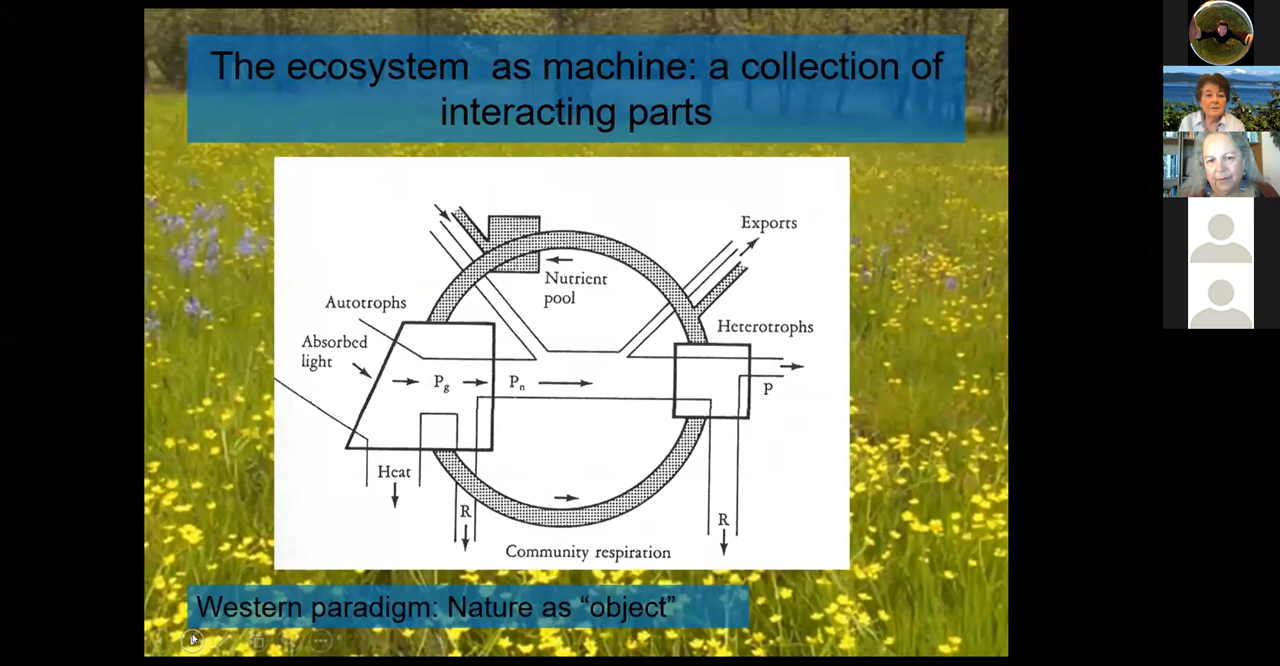 The ecosystem as machine: a collection of
interacting parts
Exports
Nutrient
pool
Autotrophs
Heterotrophs
Absorbed
light
Pg
Pn
P
Heat
R
R
Community respiration
Western paradigm: Nature as “object”